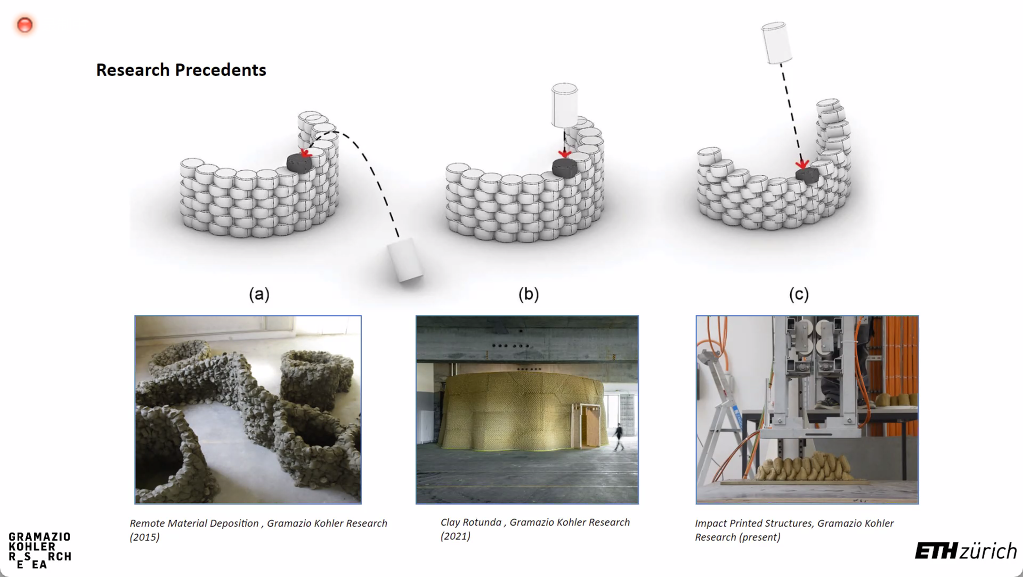 Research Precedents
(a)
(b)
(c)
Remote Material Deposition , Gramazio Kohler Research
(2015)
Clay Rotunda , Gramazio Kohler Research
(2021)
Impact Printed Structures, Gramazio Kohler
Research (present)
GRAMAZIO
KOHLER
RESEARCH
ETH zürich